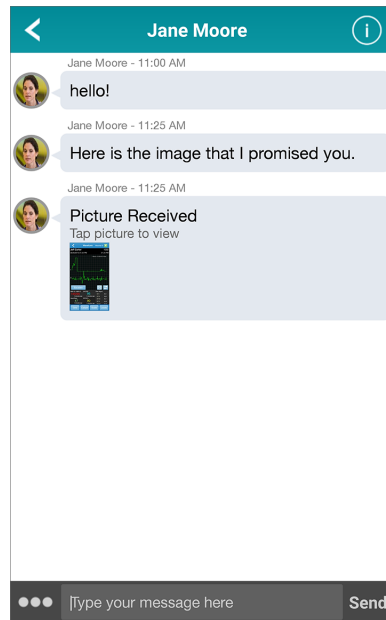 Jane Moore
Jane Moore - 11:00 AM
hello!
Jane Moore - 11:25 AM
Here is the image that I promised you.
Jane Moore - 11:25 AM
Picture Received
Tap picture to view
Type your message here
Send